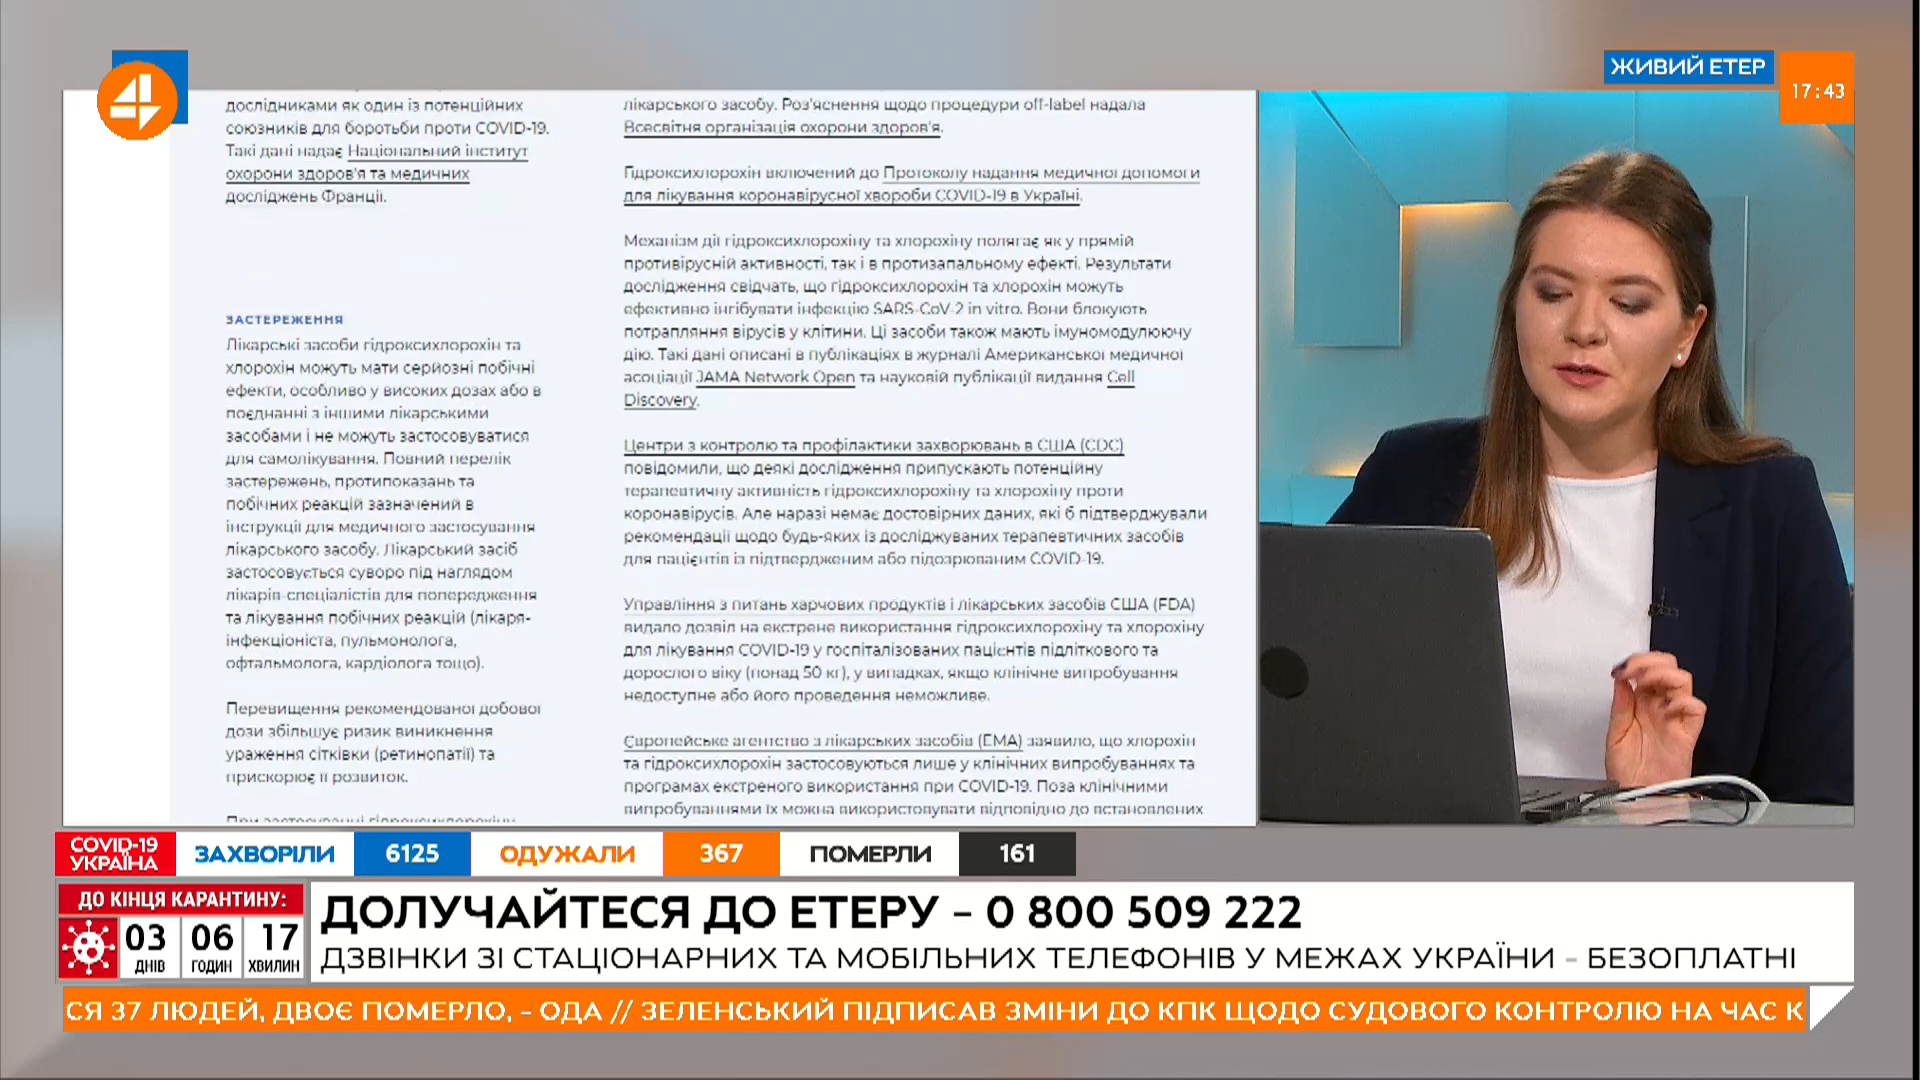 4
ЖИВИЙ ЕТЕР
17:43
дослідниками як один із потенційних
союзників для боротьби проти COVID-19.
Такі дані надає Національний інститут
охорони здоров'я та медичних
досліджень Франції.
ЗАСТЕРЕЖЕННЯ
Лікарські засоби гідроксихлорохін та
хлорохін можуть мати серйозні побічні
ефекти, особливо у високих дозах або в
поєднанні з іншими лікарськими
засобами і не можуть застосовуватися
для самолікування. Повний перелік
застережень, протипоказань та
побічних реакцій зазначений в
інструкції для медичного застосування
лікарського засобу. Лікарський засіб
застосовується суворо під наглядом
лікарів-спеціалістів для попередження
та лікування побічних реакцій (лікаря-
інфекціоніста, пульмонолога,
офтальмолога, кардіолога тощо).
Перевищення рекомендованої добової
дози збільшує ризик виникнення
ураження сітківки (ретинопатії) та
прискорює її розвиток.
При застосуванні гідроксихлорохіну
лікарського засобу. Роз'яснення щодо процедури off-label надала
Всесвітня організація охорони здоров'я.
Гідроксихлорохін включений до Протоколу надання медичної допомоги
для лікування коронавірусної хвороби COVID-19 в Україні.
Механізм дії гідроксихлорохіну та хлорохіну полягає як у прямій
противірусній активності, так і в протизапальному ефекті. Результати
дослідження свідчать, що гідроксихлорохін та хлорохін можуть
ефективно інгібувати інфекцію SARS-CoV-2 in vitro. Вони блокують
потрапляння вірусів у клітини. Ці засоби також мають імуномодулюючу
дію. Такі дані описані в публікаціях в журналі Американської медичної
асоціації JAMA Network Open та науковій публікації видання Cell
Discovery.
Центри з контролю та профілактики захворювань в США (CDC)
повідомили, що деякі дослідження припускають потенційну
терапевтичну активність гідроксихлорохіну та хлорохіну проти
коронавірусів. Але наразі немає достовірних даних, які б підтверджували
рекомендації щодо будь-яких із досліджуваних терапевтичних засобів
для пацієнтів із підтвердженим або підозрюваним COVID-19.
Управління з питань харчових продуктів і лікарських засобів США (FDA)
видало дозвіл на екстрене використання гідроксихлорохіну та хлорохіну
для лікування COVID-19 у госпіталізованих пацієнтів підліткового та
дорослого віку (понад 50 кг), у випадках, якщо клінічне випробування
недоступне або його проведення неможливе.
Європейське агентство з лікарських засобів (EMA) заявило, що хлорохін
та гідроксихлорохін застосовуються лише у клінічних випробуваннях та
програмах екстреного використання при COVID-19. Поза клінічними
випробуваннями їх можна використовувати відповідно до встановлених
COVID-19
УКРАЇНА
ЗАХВОРІЛИ 6125 ОДУЖАЛИ 367 ПОМЕРЛИ 161
ДО КІНЦЯ КАРАНТИНУ:
03 06 17
ДНІВ ГОДИН ХВИЛИН
ДОЛУЧАЙТЕСЯ ДО ЕТЕРУ – 0 800 509 222
ДЗВІНКИ ЗІ СТАЦІОНАРНИХ ТА МОБІЛЬНИХ ТЕЛЕФОНІВ У МЕЖАХ УКРАЇНИ – БЕЗОПЛАТНІ
СЯ 37 ЛЮДЕЙ, ДВОЄ ПОМЕРЛО, – ОДА // ЗЕЛЕНСЬКИЙ ПІДПИСАВ ЗМІНИ ДО КПК ЩОДО СУДОВОГО КОНТРОЛЮ НА ЧАС К